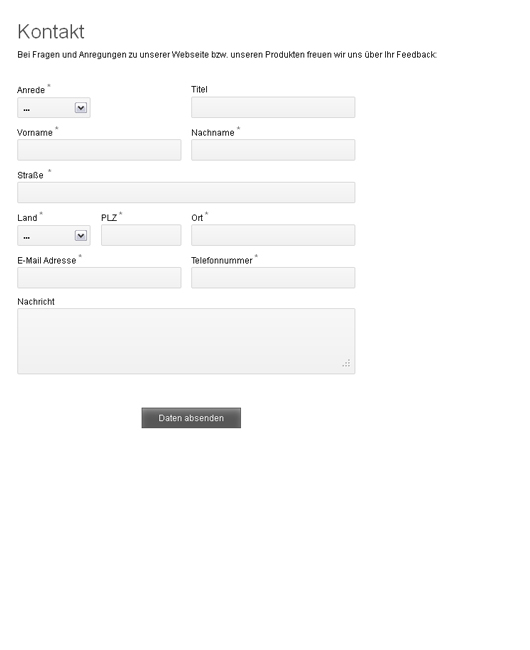 Kontakt
Bei Fragen und Anregungen zu unserer Webseite bzw. unseren Produkten freuen wir uns über Ihr Feedback:
Anrede * Titel
...
Vorname * Nachname *
Straße *
Land * PLZ * Ort *
...
E-Mail Adresse * Telefonnummer *
Nachricht
Daten absenden